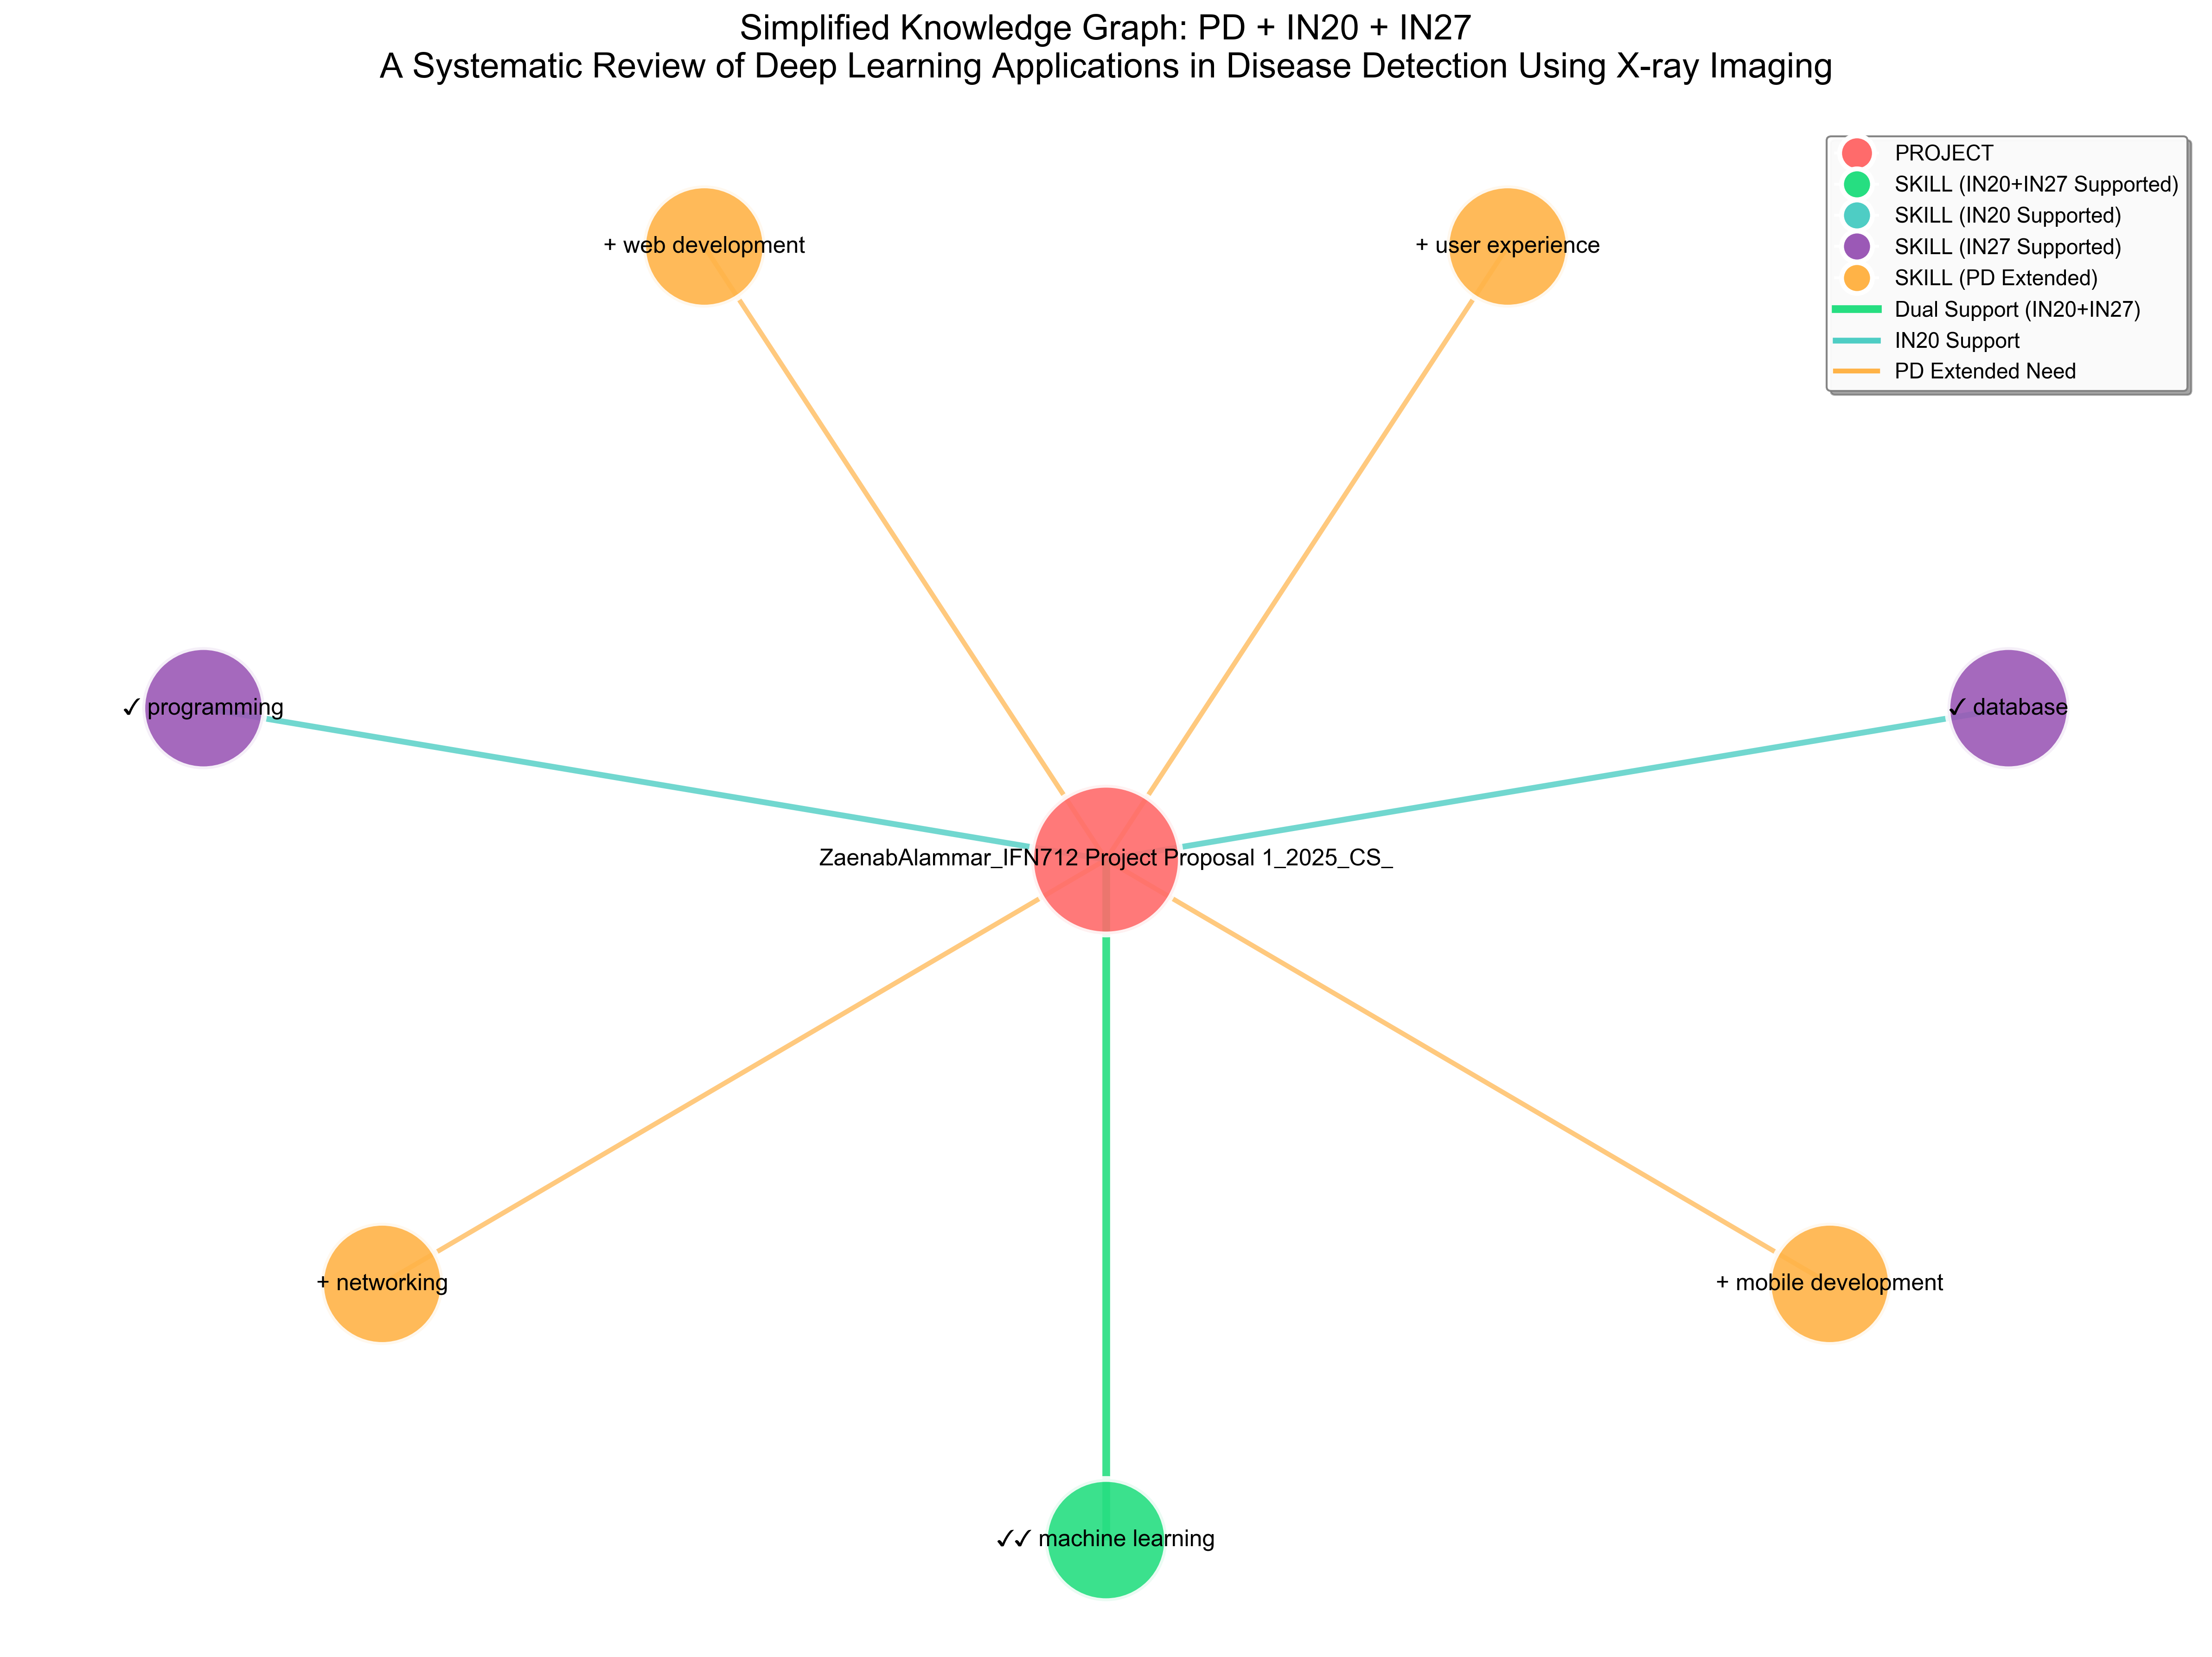 Simplified Knowledge Graph: PD + IN20 + IN27
A Systematic Review of Deep Learning Applications in Disease Detection Using X-ray Imaging
PROJECT
SKILL (IN20+IN27 Supported)
SKILL (IN20 Supported)
SKILL (IN27 Supported)
SKILL (PD Extended)
Dual Support (IN20+IN27)
IN20 Support
PD Extended Need
+ web development
+ user experience
✓ programming
✓ database
ZaenabAlammar_IFN712 Project Proposal 1_2025_CS_
+ networking
+ mobile development
✓✓ machine learning